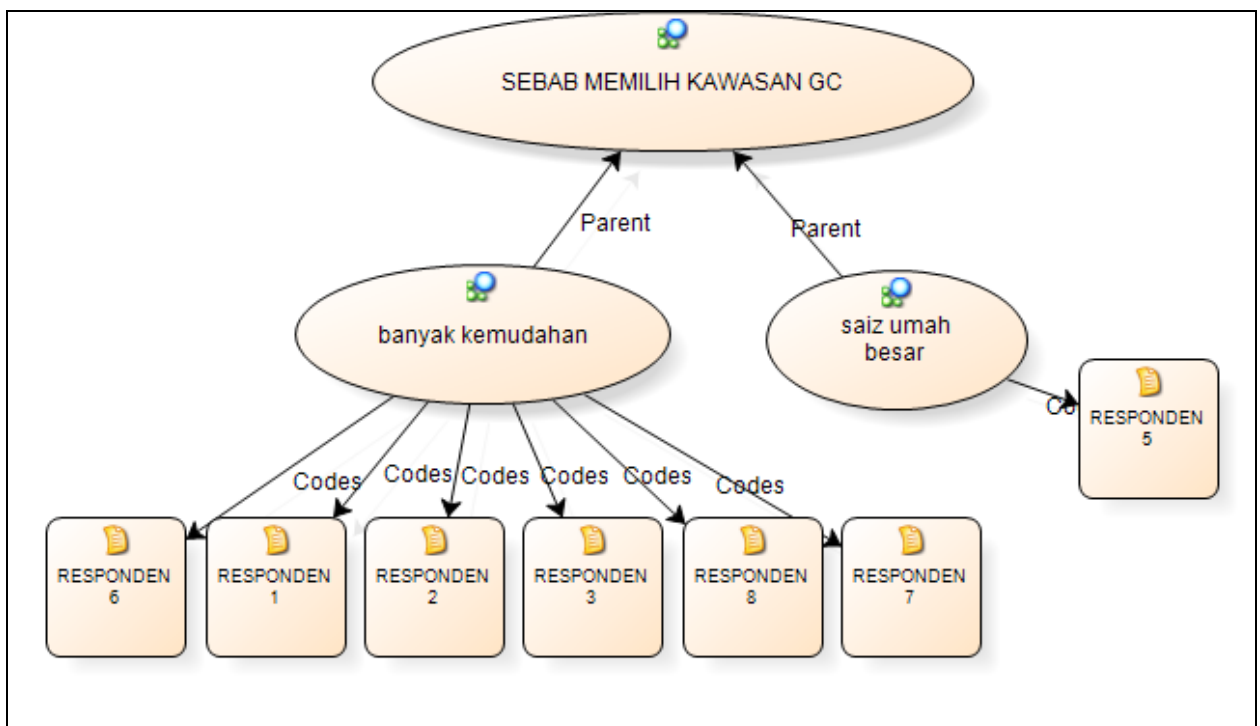 SEBAB MEMILIH KAWASAN GC
Parent
Parent
banyak kemudahan
saiz umah
besar
Co
RESPONDEN
5
Codes
Codes
Codes
Codes
Codes
Codes
RESPONDEN
6
RESPONDEN
1
RESPONDEN
2
RESPONDEN
3
RESPONDEN
8
RESPONDEN
7